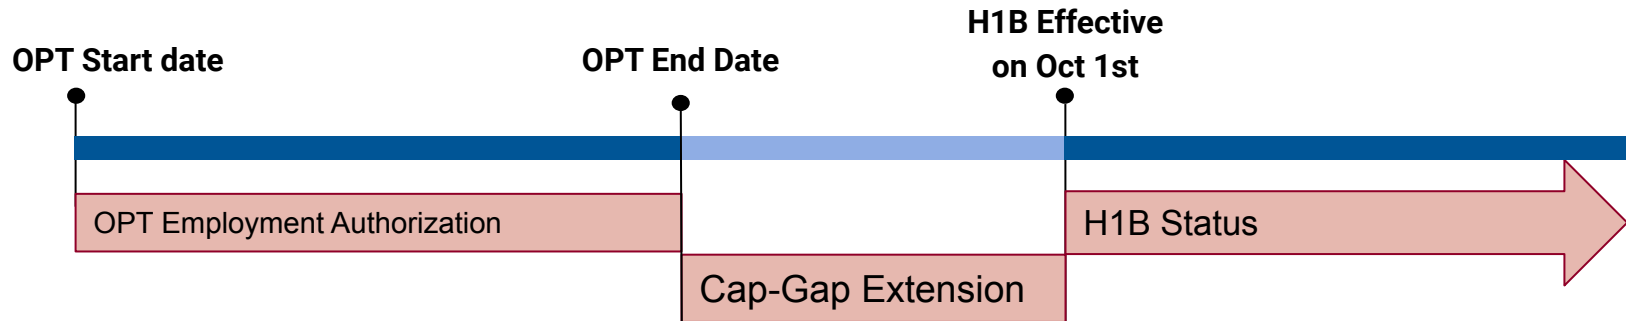 OPT Start date
OPT End Date
H1B Effective
on Oct 1st
OPT Employment Authorization
Cap-Gap Extension
H1B Status